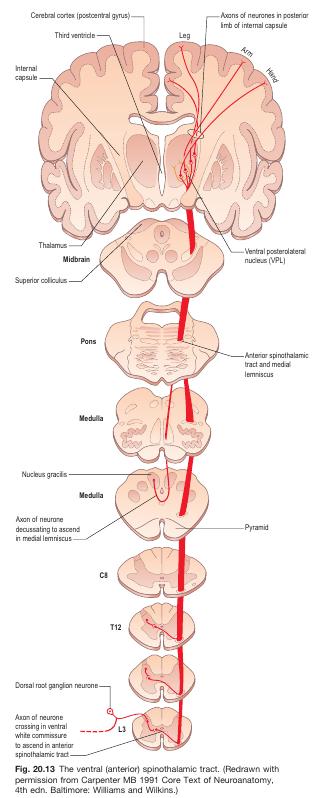 Cerebral cortex (postcentral gyrus)
Axons of neurones in posterior
limb of internal capsule
Third ventricle
Leg
Arm
Hand
Internal
capsule
Thalamus
Midbrain
Ventral posterolateral
nucleus (VPL)
Superior colliculus
Pons
Anterior spinothalamic
tract and medial
lemniscus
Medulla
Nucleus gracilis
Medulla
Axon of neurone
decussating to ascend
in medial lemniscus
Pyramid
C8
T12
Dorsal root ganglion neurone
Axon of neurone
crossing in ventral
white commissure
to ascend in anterior
spinothalamic tract
L3
Fig. 20.13 The ventral (anterior) spinothalamic tract. (Redrawn with
permission from Carpenter MB 1991 Core Text of Neuroanatomy,
4th edn. Baltimore: Williams and Wilkins.)